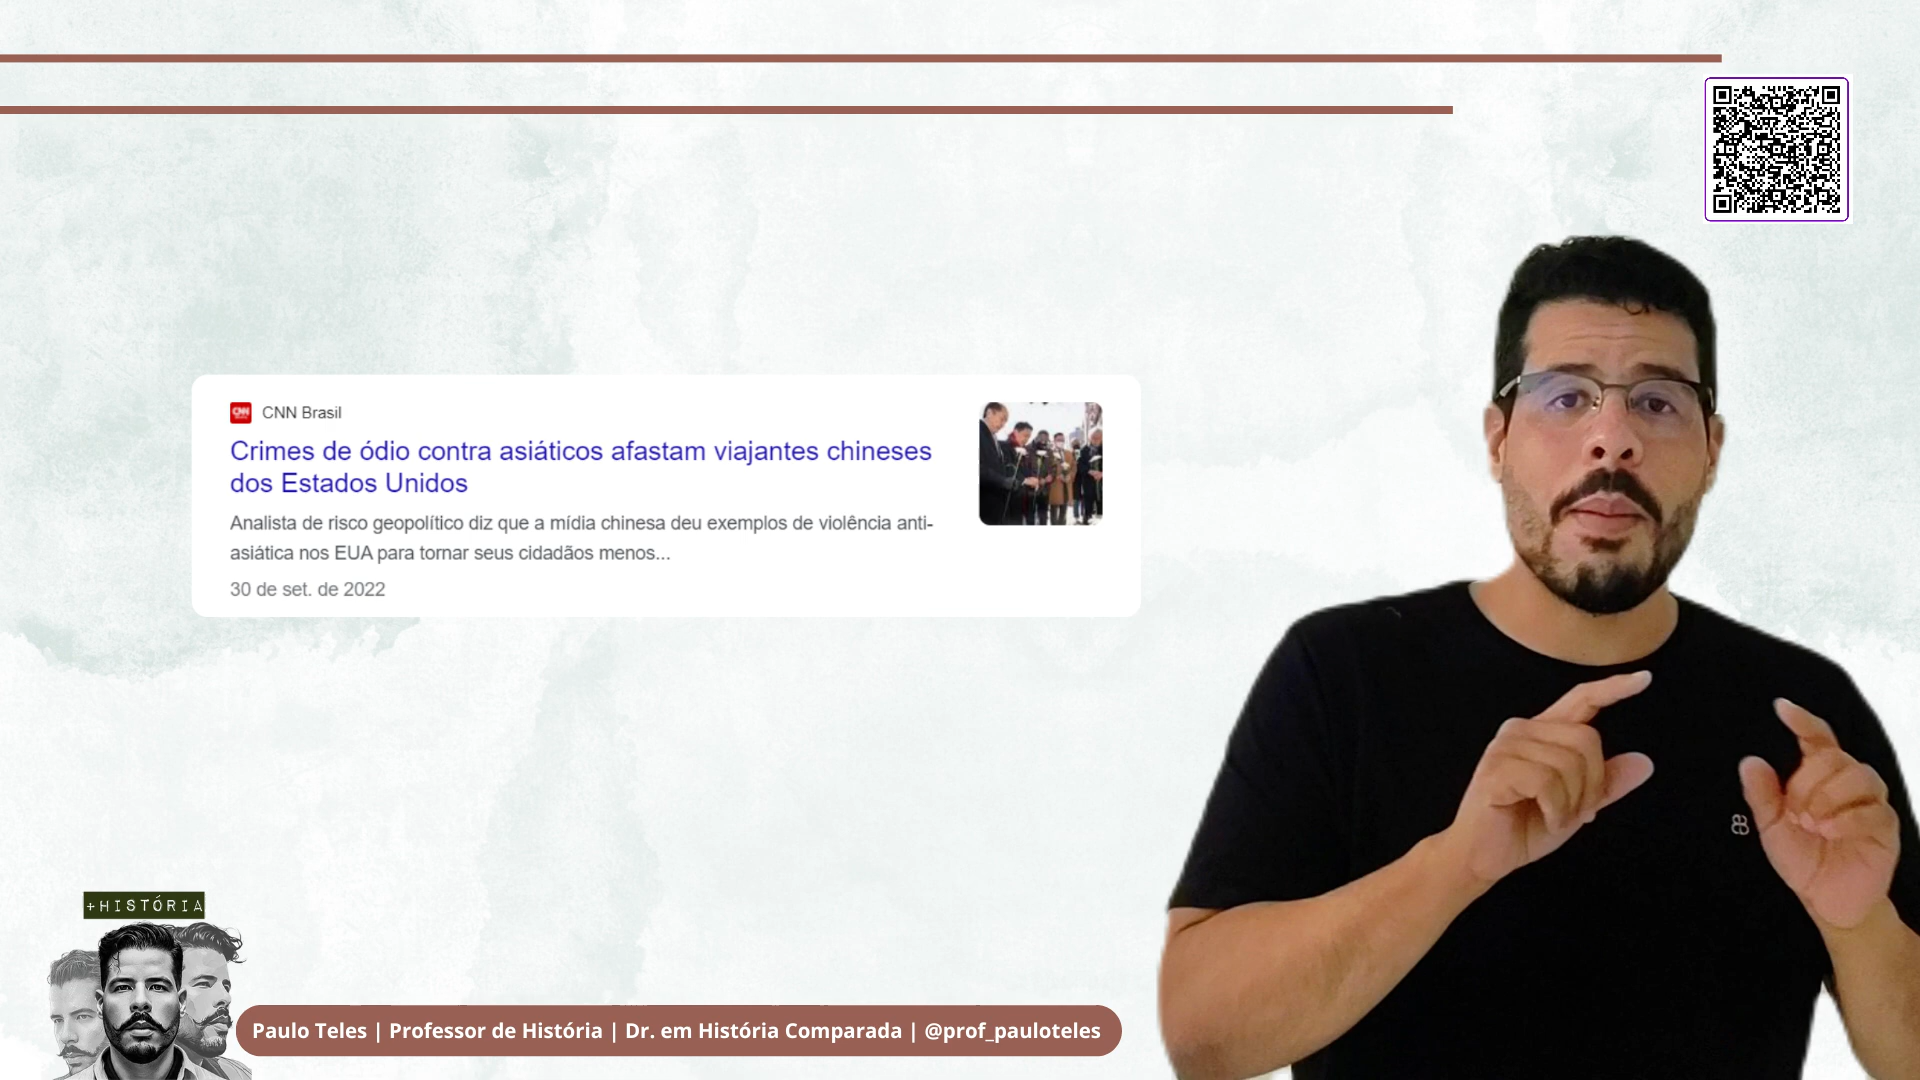 CNN Brasil
Crimes de ódio contra asiáticos afastam viajantes chineses
dos Estados Unidos
Analista de risco geopolítico diz que a mídia chinesa deu exemplos de violência anti-
asiática nos EUA para tornar seus cidadãos menos...
30 de set. de 2022
+HISTÓRIA
Paulo Teles | Professor de História | Dr. em História Comparada | @prof_pauloteles